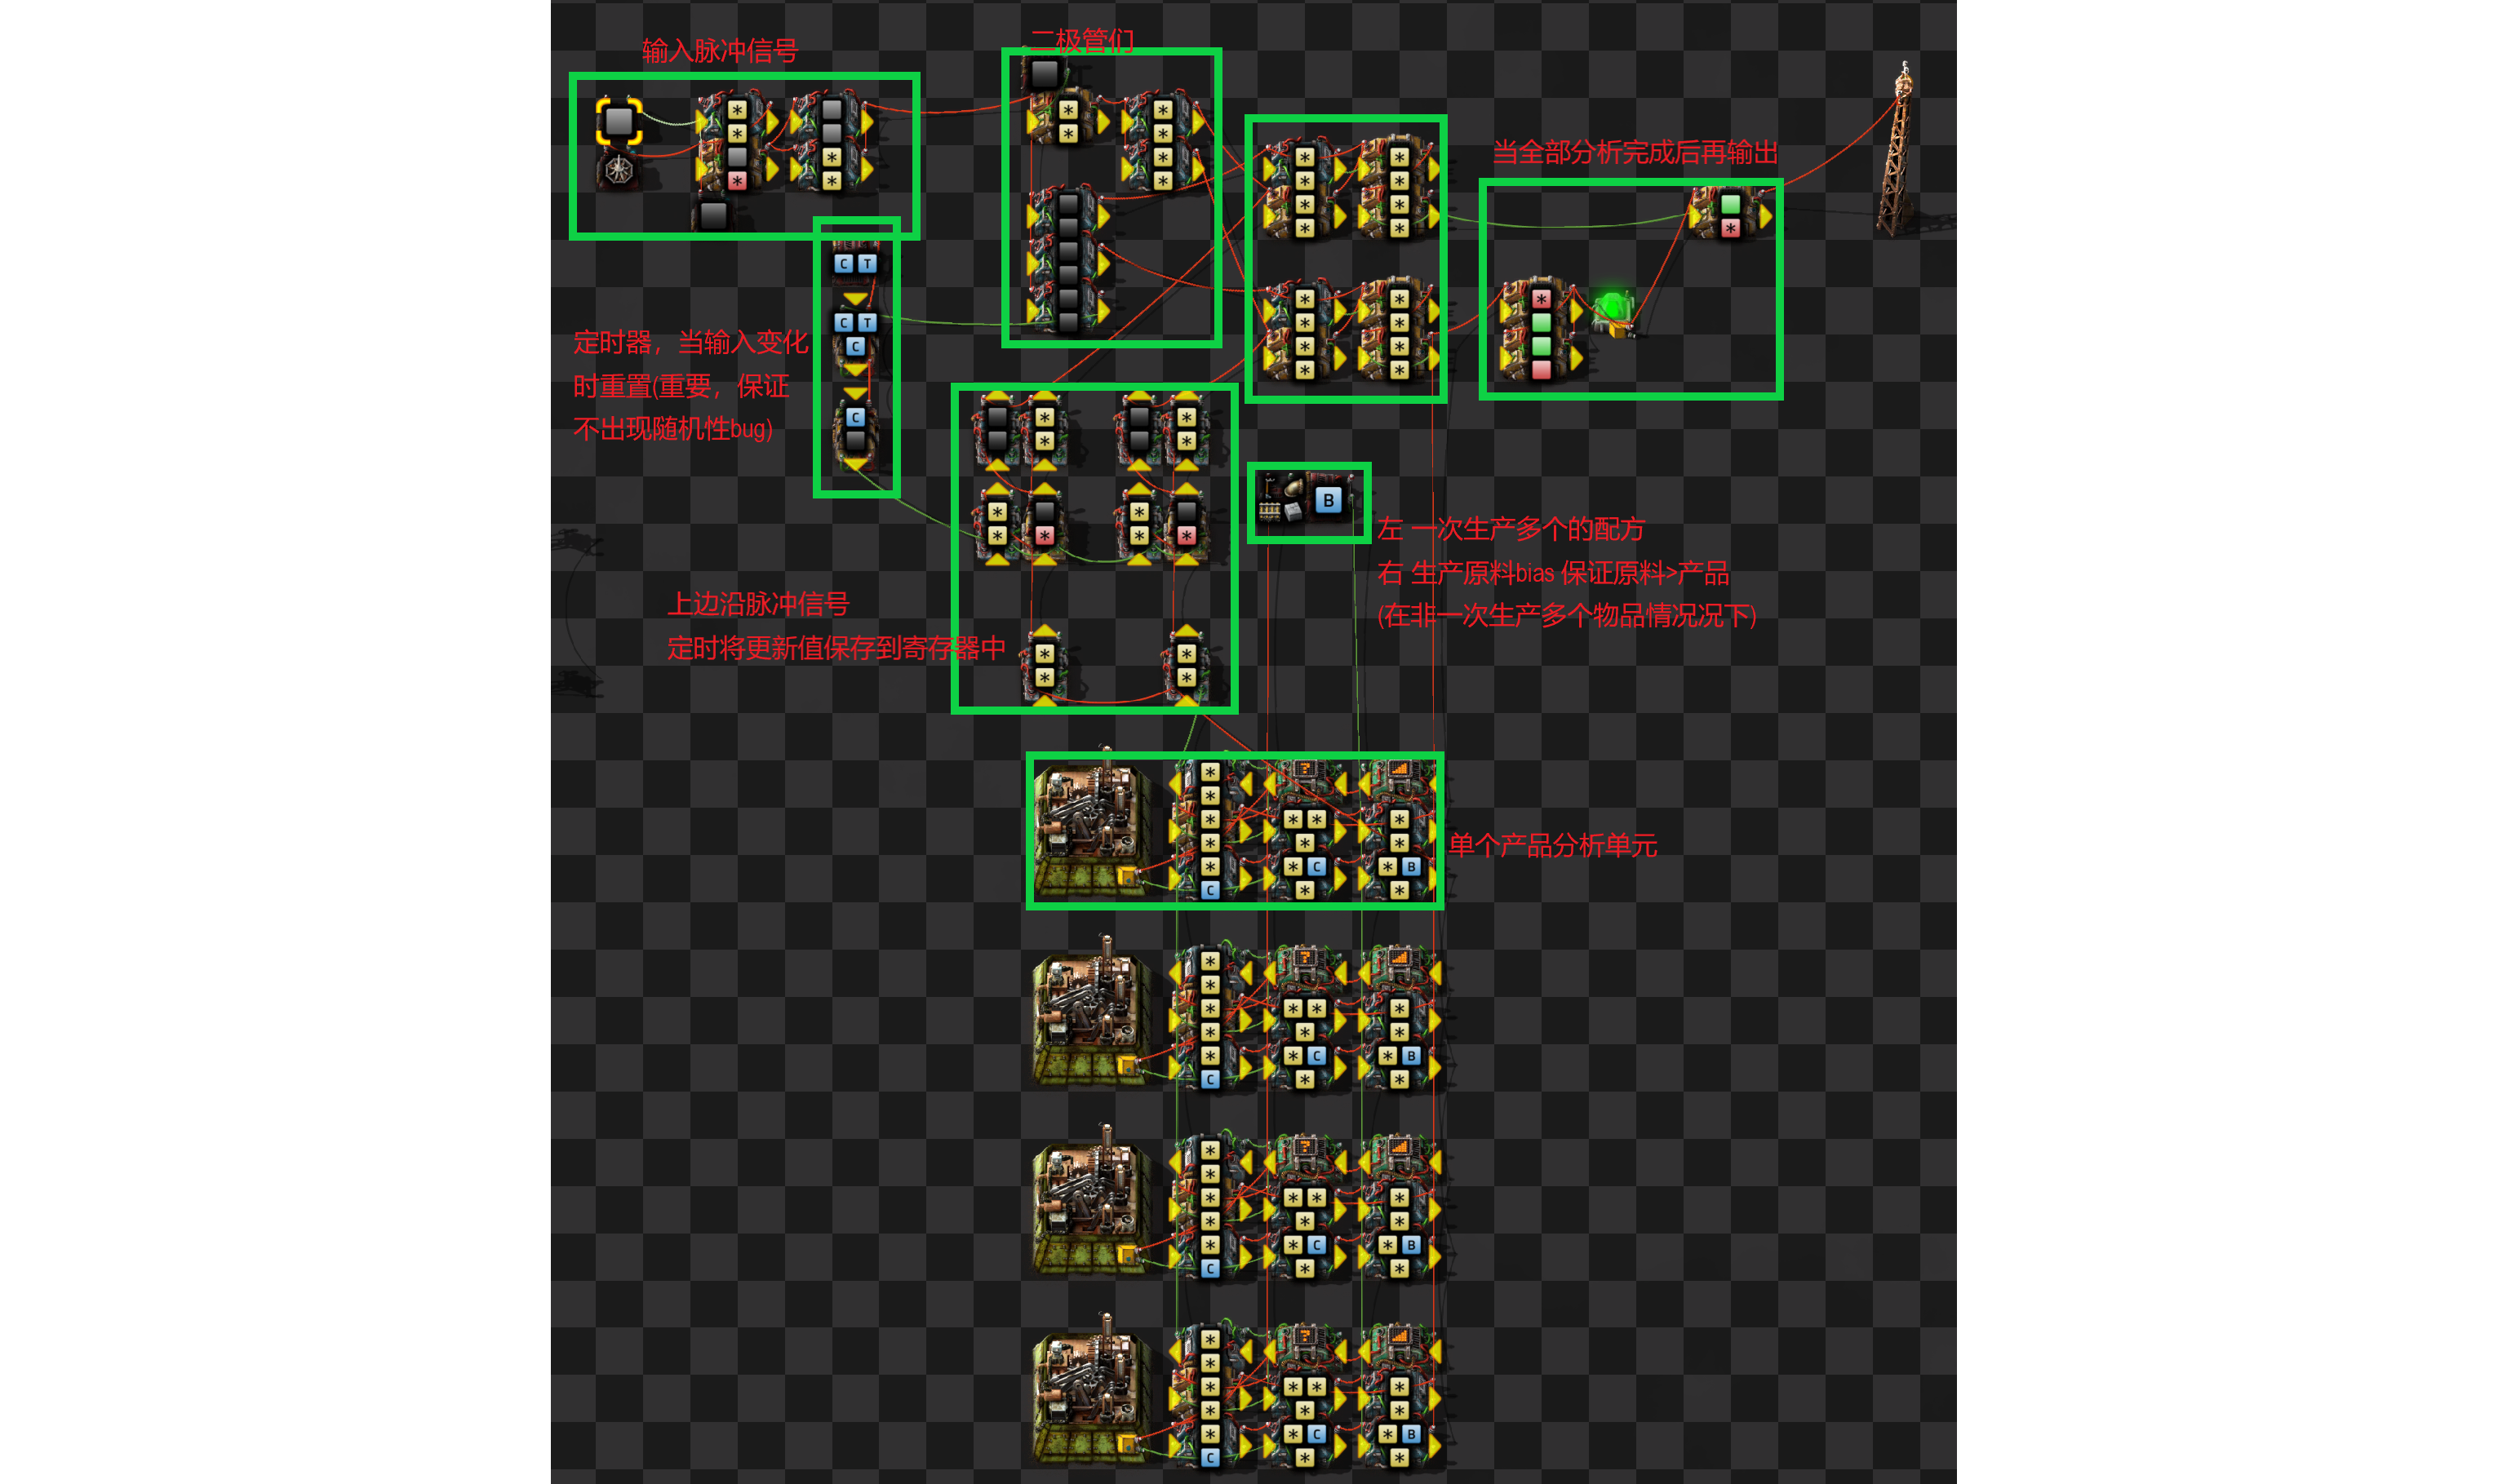 输入脉冲信号
二极管们
当全部分析完成后再输出
定时器，当输入变化
时重置(重要，保证
不出现随机性bug)
左 一次生产多个的配方
右 生产原料bias 保证原料>产品
(在非一次生产多个物品情况况下)
上边沿脉冲信号
定时将更新值保存到寄存器中
单个产品分析单元
C T
C T
C
C
B
C
C
B
C
C
B
C
C
B
C
C
B